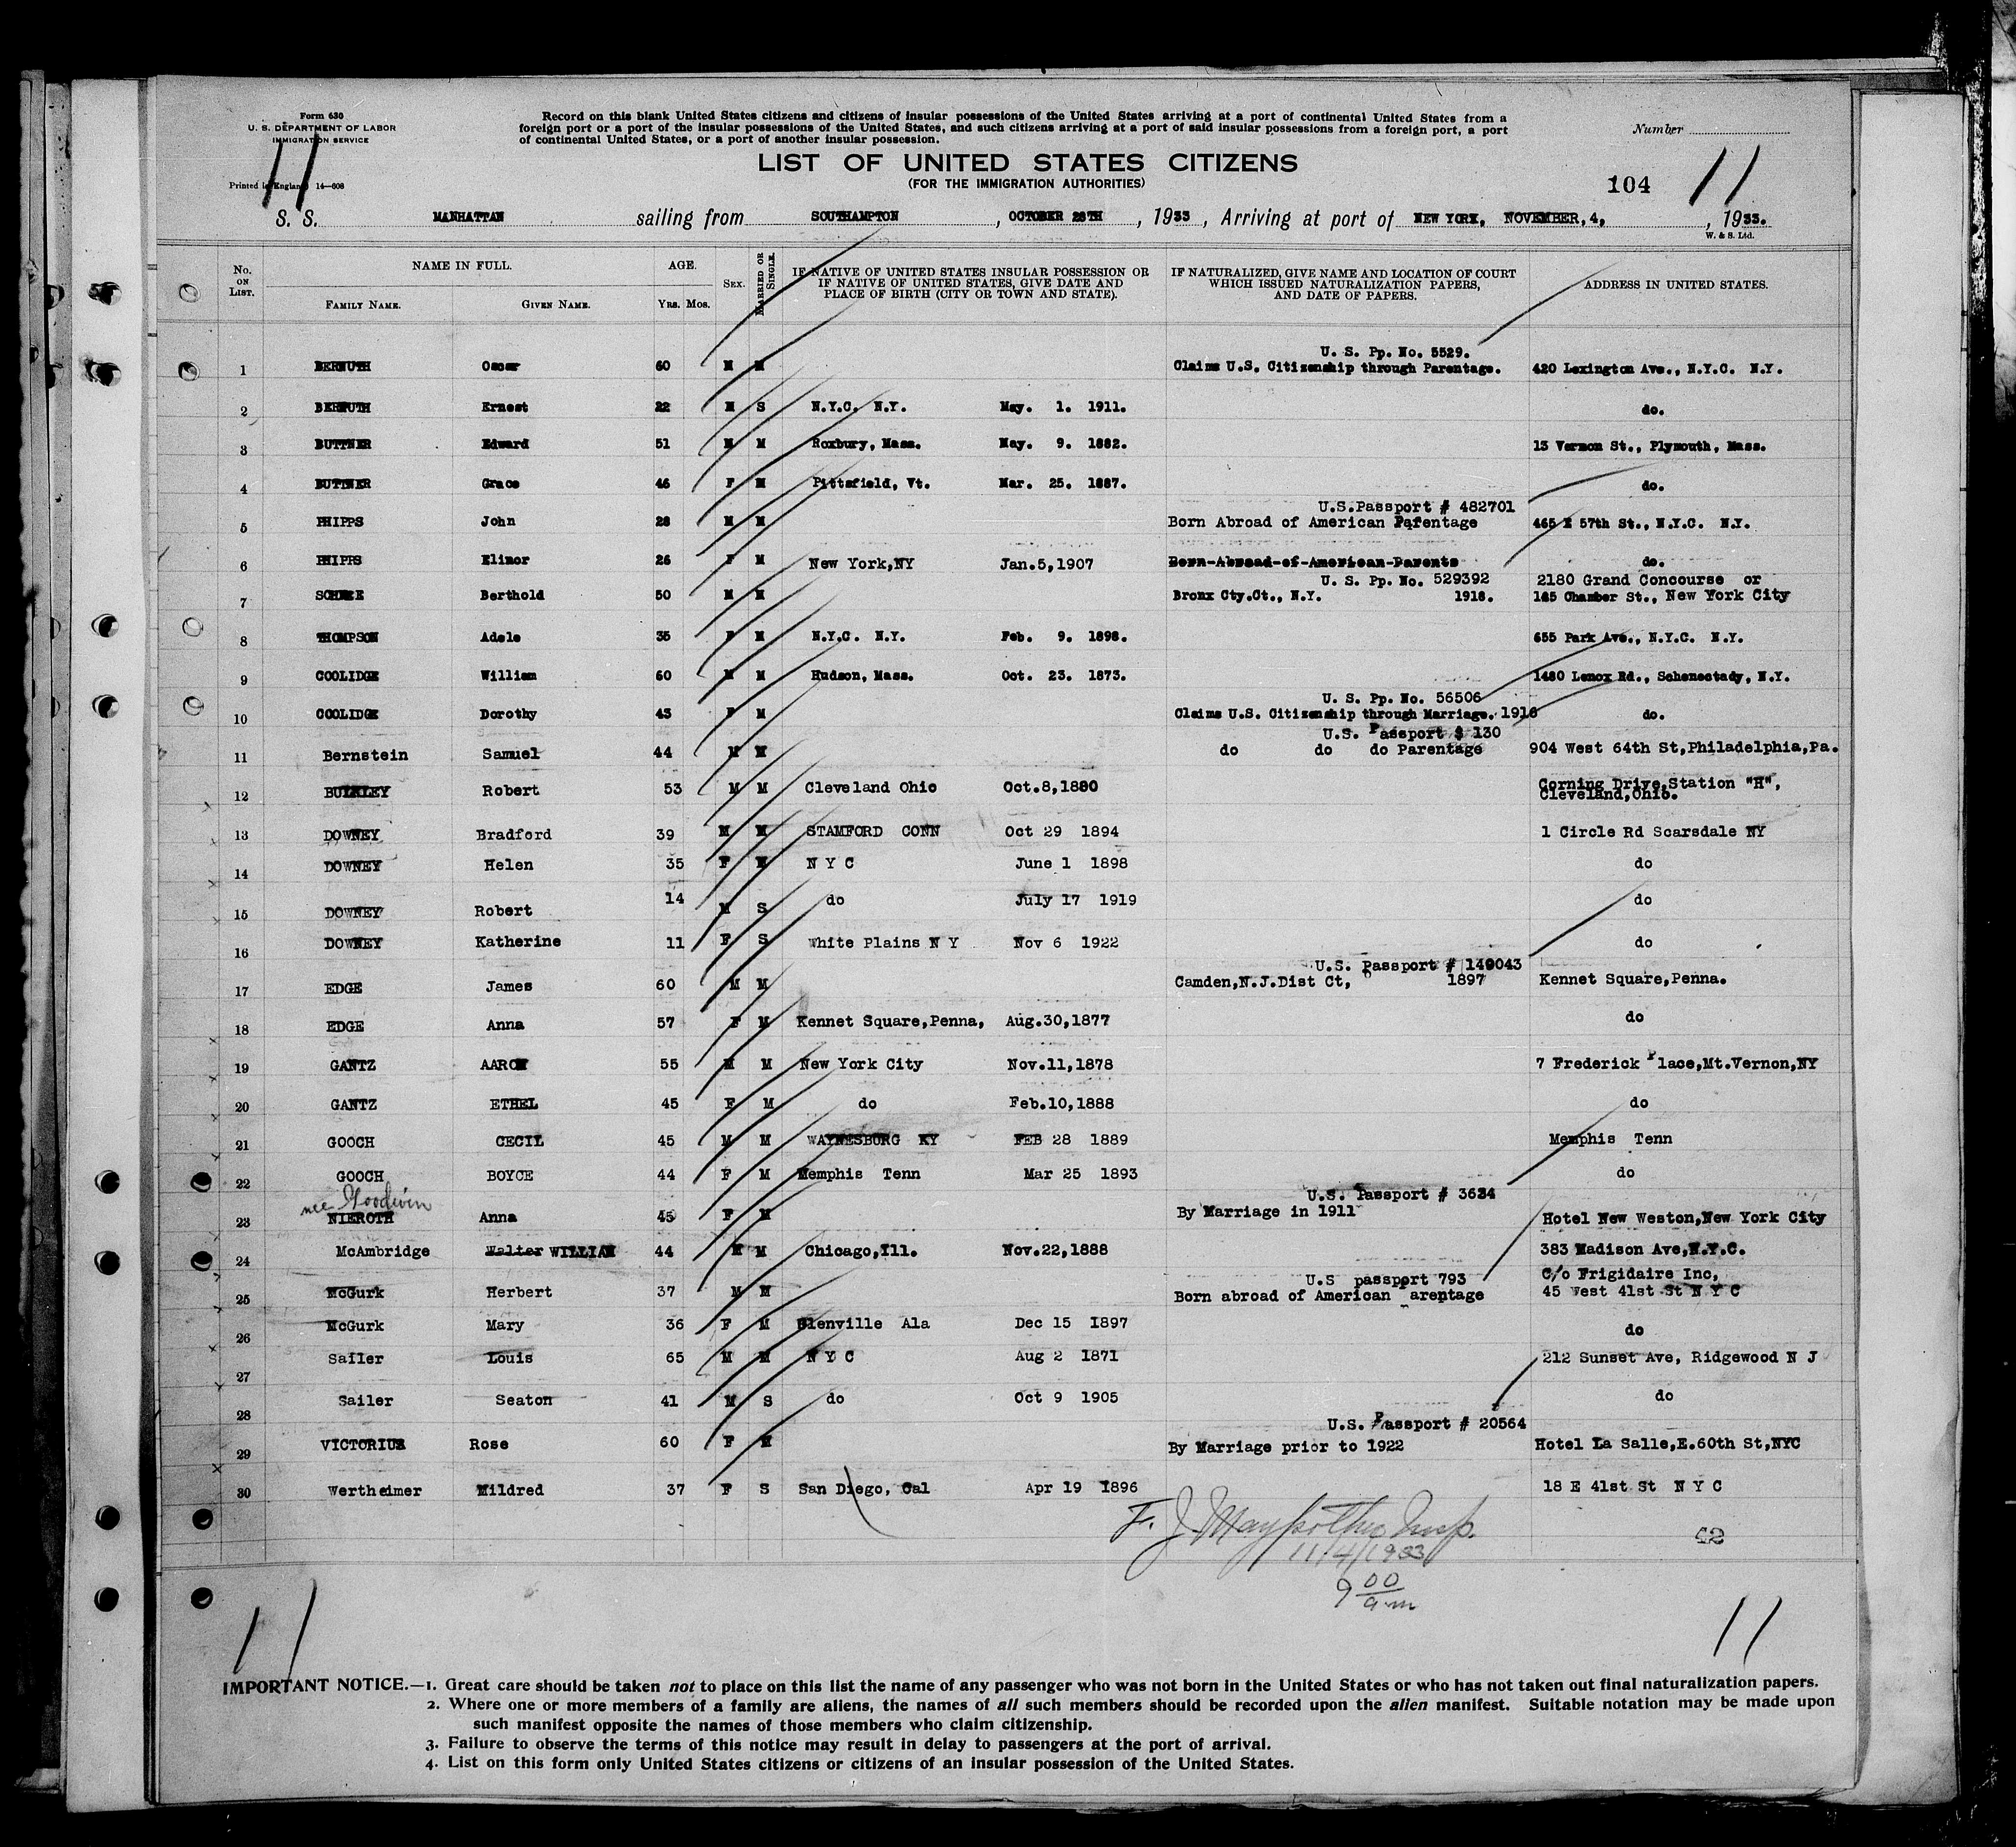 Form 630
U. S. DEPARTMENT OF LABOR
IMMIGRATION SERVICE
Printed in England 14—608
11
Record on this blank United States citizens and citizens of insular possessions of the United States arriving at a port of continental United States from a
foreign port or a port of the insular possessions of the United States, and such citizens arriving at a port of said insular possessions from a foreign port, a port
of continental United States, or a port of another insular possession.
Number
LIST OF UNITED STATES CITIZENS
(FOR THE IMMIGRATION AUTHORITIES)
104 11
S. S. MANHATTAN sailing from SOUTHAMPTON, OCTOBER 28TH, 1933, Arriving at port of NEW YORK, NOVEMBER, 4, , 1933.
W. & S. Ltd.
No. ON LIST. NAME IN FULL. FAMILY NAME. GIVEN NAME. AGE. Yrs. Mos. SEX. MARRIED OR SINGLE. IF NATIVE OF UNITED STATES INSULAR POSSESSION OR IF NATIVE OF UNITED STATES, GIVE DATE AND PLACE OF BIRTH (CITY OR TOWN AND STATE). IF NATURALIZED, GIVE NAME AND LOCATION OF COURT WHICH ISSUED NATURALIZATION PAPERS, AND DATE OF PAPERS. ADDRESS IN UNITED STATES.
U. S. Pp. No. 5529.
1 BERNUTH Oscar 60 M M Claims U.S. Citizenship through Parentage. 420 Lexington Ave., N.Y.C. N.Y.
2 BERNUTH Ernest 22 M S N.Y.C. N.Y. May. 1. 1911. do.
3 BUTTNER Edward 51 M M Roxbury, Mass. May. 9. 1882. 13 Vernon St., Plymouth, Mass.
4 BUTTNER Grace 46 F M Pittsfield, Vt. Mar. 25. 1887. do.
U.S.Passport # 482701
5 PHIPPS John 28 M M Born Abroad of American Parentage 465 E 57th St., N.Y.C. N.Y.
6 PHIPPS Elinor 26 F M New York,NY Jan.5,1907 Born-Abroad-of-American-Parents do.
U. S. Pp. No. 529392 2180 Grand Concourse or
7 Berthold 50 M M Bronx Cty.Ct., N.Y. 1918. 125 Chamber St., New York City
8 THOMPSON Adele 35 F M N.Y.C. N.Y. Feb. 9. 1898. 655 Park Ave., N.Y.C. N.Y.
9 COOLIDGE William 60 M M Hudson, Mass. Oct. 23. 1873. 1480 Lenox Rd., Schenectady, N.Y.
U. S. Pp. No. 56506
10 COOLIDGE Dorothy 43 F M Claims U.S. Citizenship through Marriage. 1916 do.
U.S. Passport $ 130
11 Bernstein Samuel 44 M M do do do Parentage 904 West 64th St,Philadelphia,Pa.
12 BULKLEY Robert 53 M M Cleveland Ohio Oct.8,1880 Corning Drive,Station "H",
Cleveland,Ohio.
13 DOWNEY Bradford 39 M M STAMFORD CONN Oct 29 1894 1 Circle Rd Scarsdale NY
14 DOWNEY Helen 35 F M N Y C June 1 1898 do
15 DOWNEY Robert 14 M S do July 17 1919 do
16 DOWNEY Katherine 11 F S White Plains N Y Nov 6 1922 do
U.S. Passport # 149043
17 EDGE James 60 M M Camden,N.J.Dist Ct, 1897 Kennet Square,Penna.
18 EDGE Anna 57 F M Kennet Square,Penna, Aug.30,1877 do
19 GANTZ AARON 55 M M New York City Nov.11,1878 7 Frederick Place,Mt.Vernon,NY
20 GANTZ ETHEL 45 F M do Feb.10,1888 do
21 GOOCH CECIL 45 M M WAYNESBURG KY FEB 28 1889 Memphis Tenn
22 GOOCH BOYCE 44 F M Memphis Tenn Mar 25 1893 do
nee Goodwin U.S. Passport # 3634
23 NIEROTH Anna 45 F M By Marriage in 1911 Hotel New Weston,New York City
24 McAmbridge Walter WILLIAM 44 M M Chicago,Ill. Nov.22,1888 383 Madison Ave,N.Y.C.
U.S passport 793 C/o Frigidaire Inc,
25 McGurk Herbert 37 M M Born abroad of American Parentage 45 West 41st St N Y C
26 McGurk Mary 36 F M Glenville Ala Dec 15 1897 do
27 Sailer Louis 65 M M N Y C Aug 2 1871 212 Sunset Ave, Ridgewood N J
28 Sailer Seaton 41 M S do Oct 9 1905 do
U.S. Passport # 20564
29 VICTORIUS Rose 60 F M By Marriage prior to 1922 Hotel La Salle,E.60th St,NYC
30 Wertheimer Mildred 37 F S San Diego, Cal Apr 19 1896 18 E 41st St N Y C
F. J. Insp.
11/4/1933
9 00 a.m
42
11 11
IMPORTANT NOTICE.—1. Great care should be taken not to place on this list the name of any passenger who was not born in the United States or who has not taken out final naturalization papers.
2. Where one or more members of a family are aliens, the names of all such members should be recorded upon the alien manifest. Suitable notation may be made upon
such manifest opposite the names of those members who claim citizenship.
3. Failure to observe the terms of this notice may result in delay to passengers at the port of arrival.
4. List on this form only United States citizens or citizens of an insular possession of the United States.